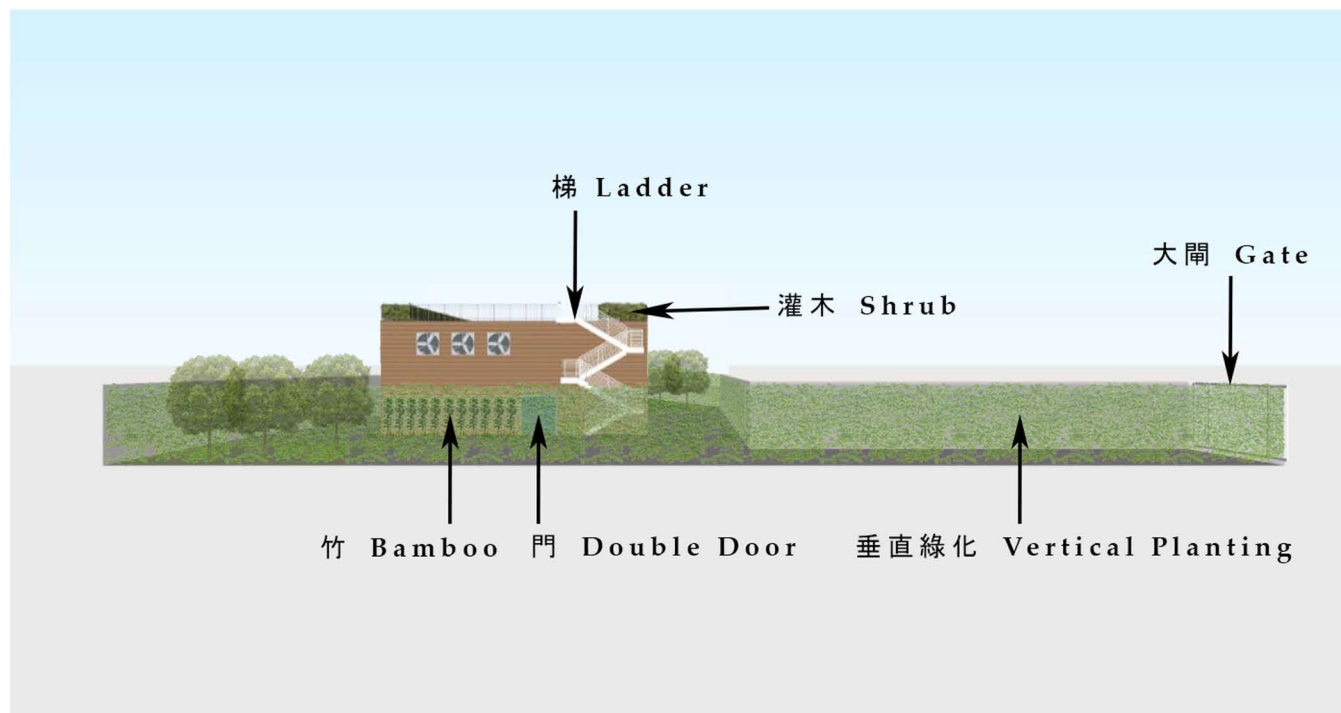 梯 Ladder
大閘 Gate
灌木 Shrub
竹 Bamboo
門 Double Door
垂直綠化 Vertical Planting